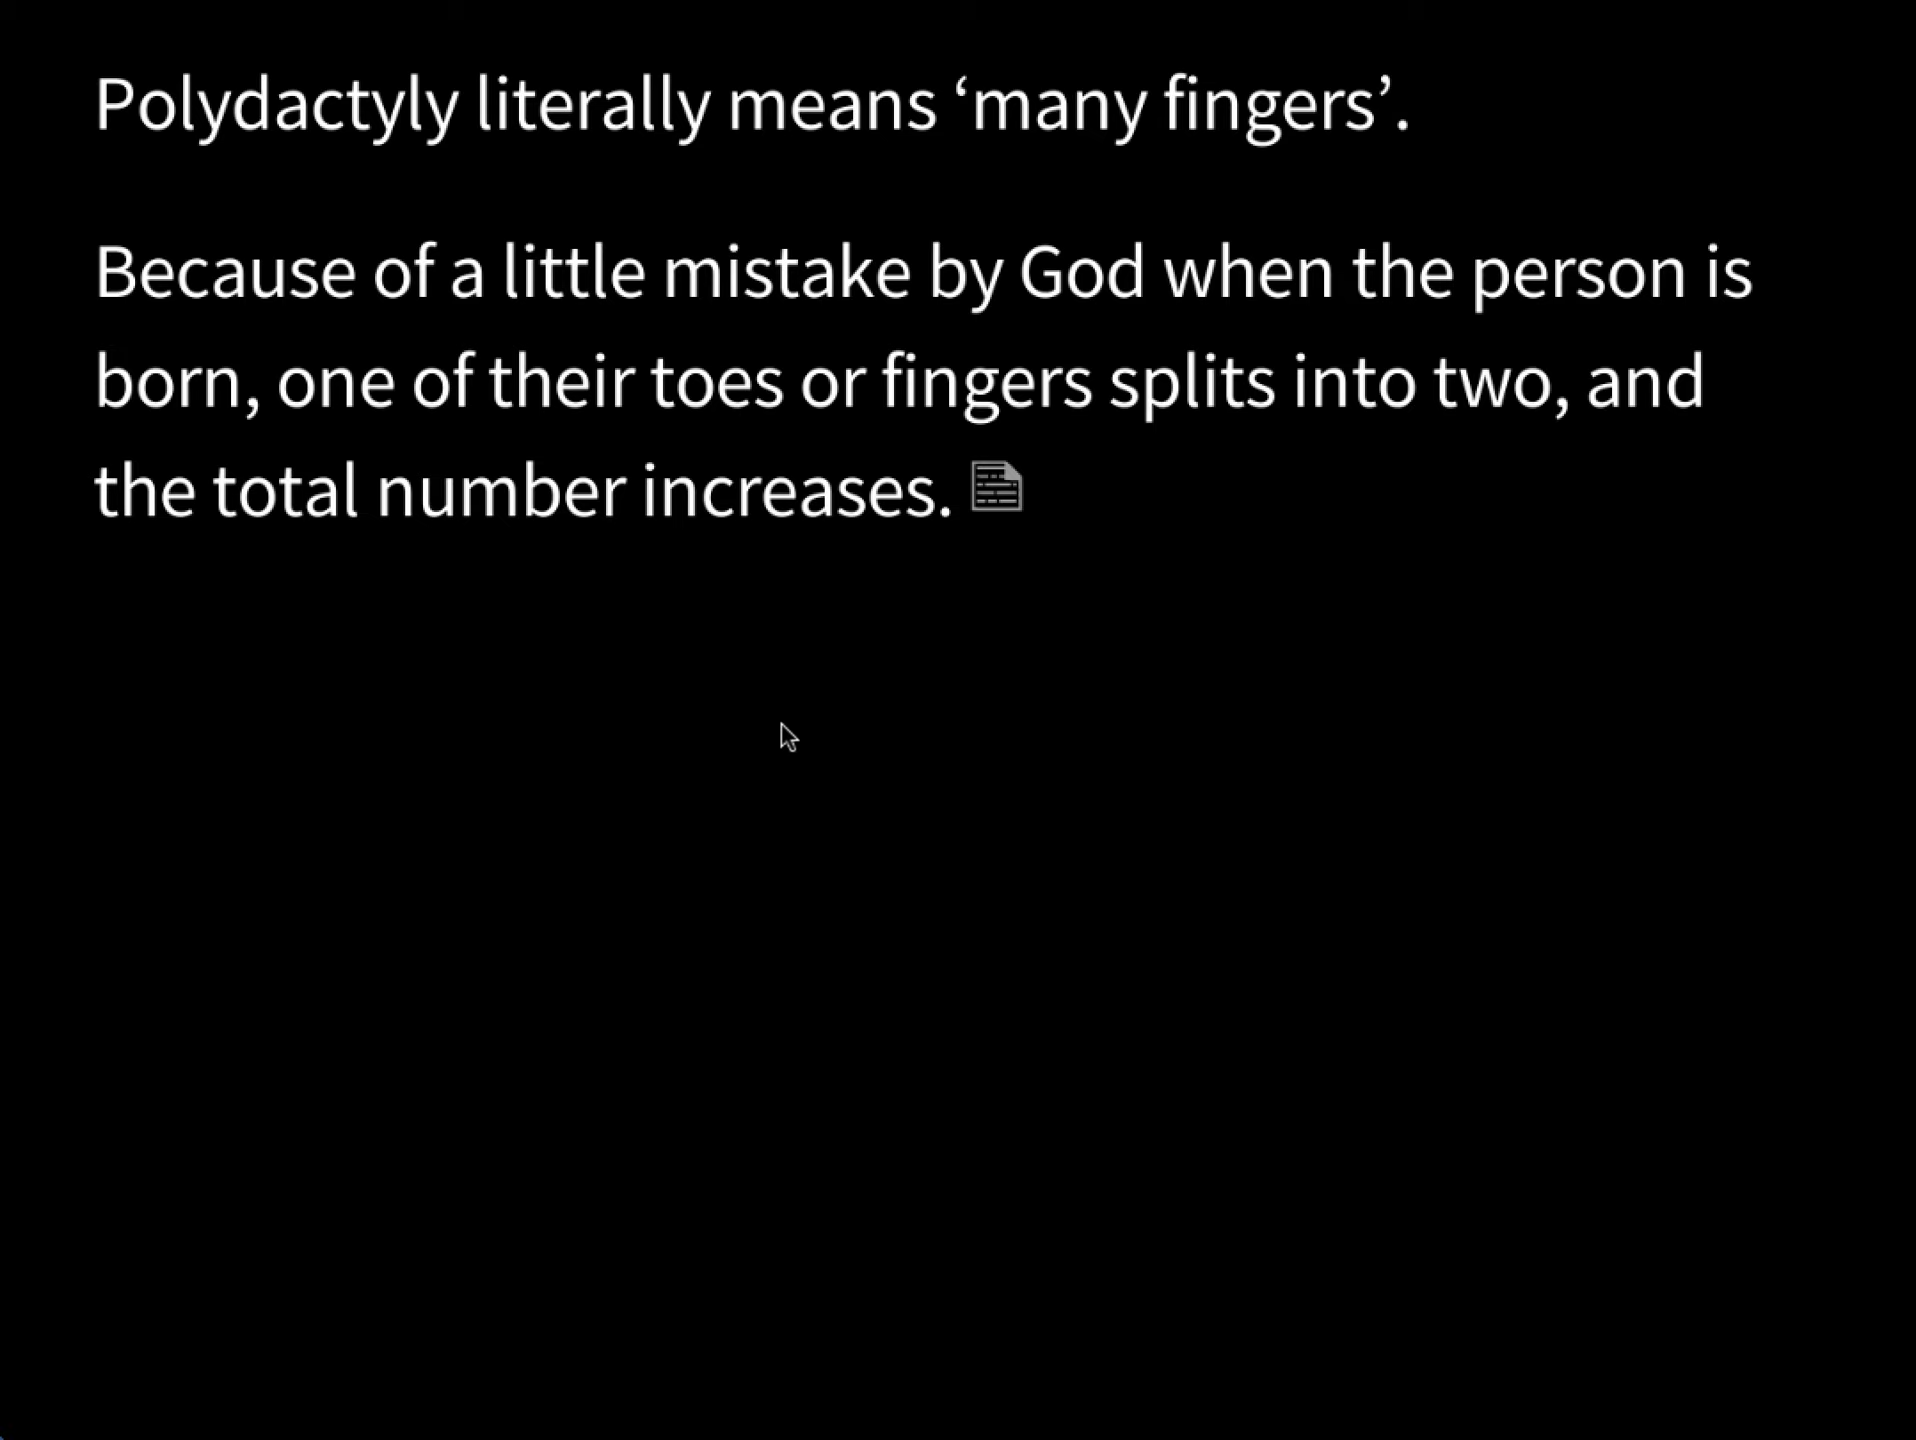 Polydactyly literally means ‘many fingers’.
Because of a little mistake by God when the person is
born, one of their toes or fingers splits into two, and
the total number increases.